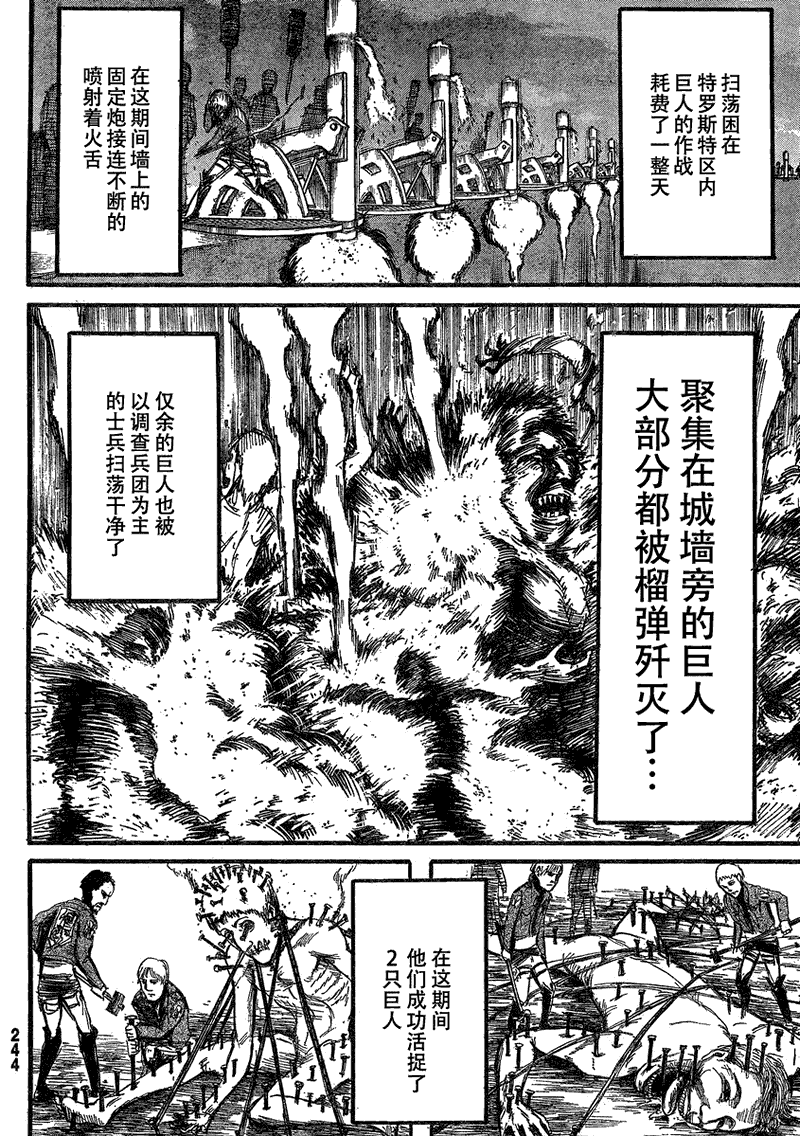 扫荡困在
特罗斯特区内
巨人的作战
耗费了一整天
在这期间墙上的
固定炮接连不断的
喷射着火舌
聚集在城墙旁的巨人
大部分都被榴弹歼灭了…
仅余的巨人也被
以调查兵团为主
的士兵扫荡干净了
在这期间
他们成功活捉了
2只巨人
244